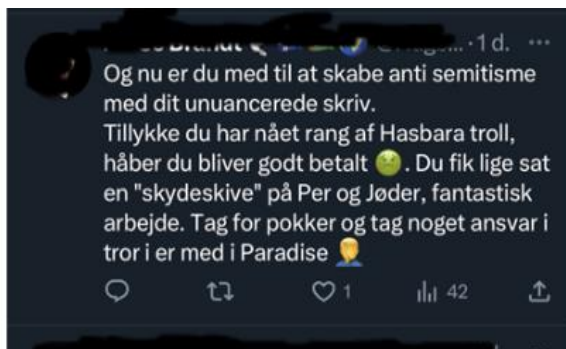 · 1 d.
Og nu er du med til at skabe anti semitisme
med dit unuancerede skriv.
Tillykke du har nået rang af Hasbara troll,
håber du bliver godt betalt 🤢. Du fik lige sat
en "skydeskive" på Per og Jøder, fantastisk
arbejde. Tag for pokker og tag noget ansvar i
tror i er med i Paradise 🤦
1 42